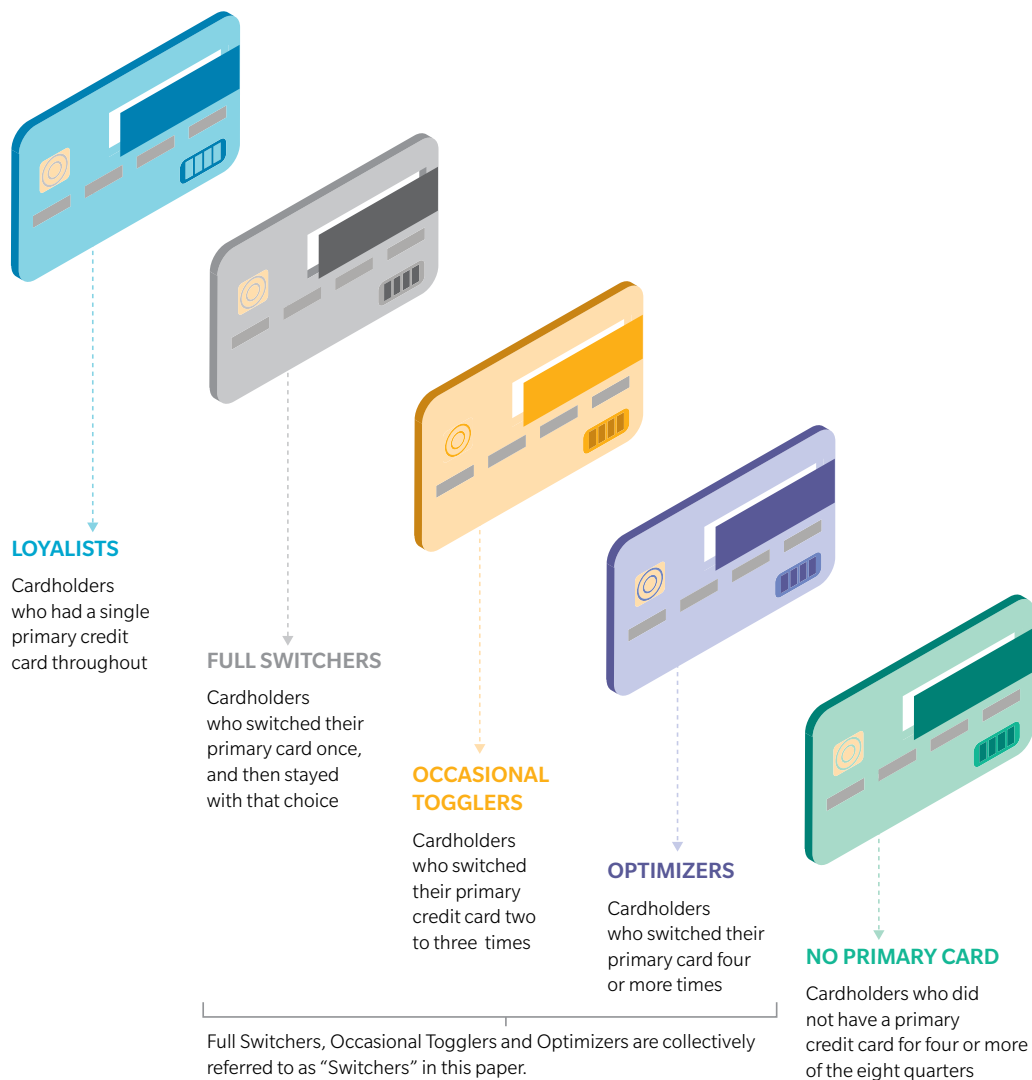 LOYALISTS
Cardholders
who had a single
primary credit
card throughout
FULL SWITCHERS
Cardholders
who switched their
primary card once,
and then stayed
with that choice
OCCASIONAL
TOGGLERS
Cardholders
who switched
their primary
credit card two
to three times
OPTIMIZERS
Cardholders
who switched their
primary card four
or more times
NO PRIMARY CARD
Cardholders who did
not have a primary
credit card for four or more
of the eight quarters
Full Switchers, Occasional Togglers and Optimizers are collectively
referred to as “Switchers” in this paper.